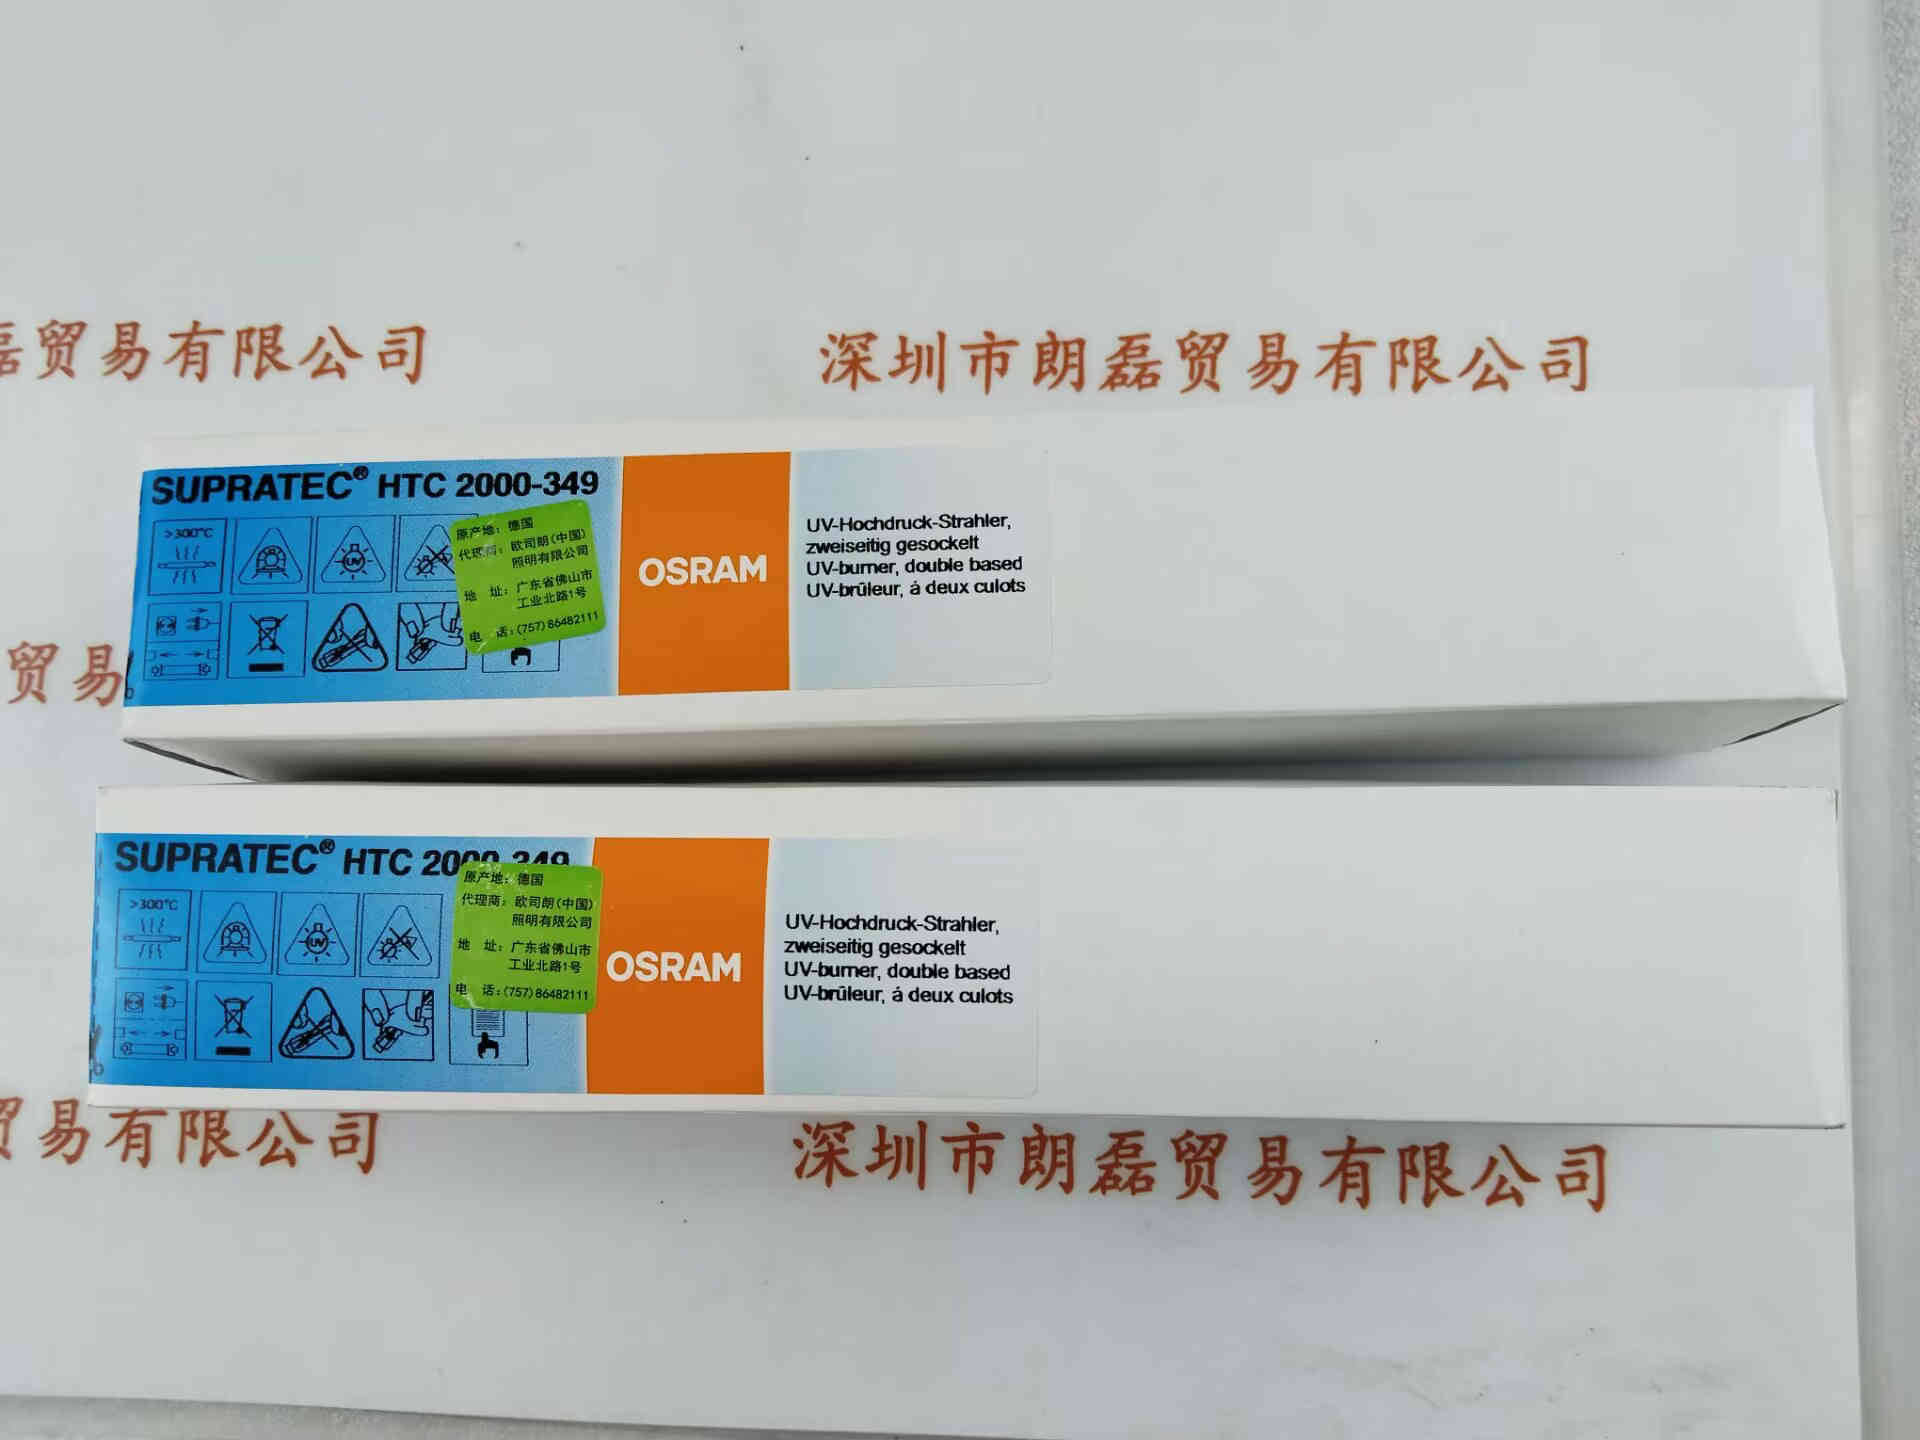 磊贸易有限公司
深圳市朗磊贸易有限公司
SUPRATEC® HTC 2000-349
>300°C
UV
原产地：德国
代理商：欧司朗(中国)
照明有限公司
地 址：广东省佛山市
工业北路1号
电 话：(757)86482111
OSRAM
UV-Hochdruck-Strahler,
zweiseitig gesockelt
UV-burner, double based
UV-brûleur, á deux culots
贸易
SUPRATEC® HTC 2000-349
>300°C
UV
原产地：德国
代理商：欧司朗(中国)
照明有限公司
地 址：广东省佛山市
工业北路1号
电 话：(757)86482111
OSRAM
UV-Hochdruck-Strahler,
zweiseitig gesockelt
UV-burner, double based
UV-brûleur, á deux culots
贸易有限公司
深圳市朗磊贸易有限公司